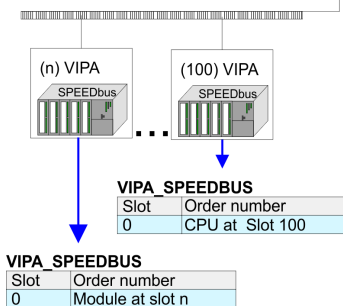 (n) VIPA
(100) VIPA
SPEEDbus
SPEEDbus
VIPA_SPEEDBUS
Slot Order number
0 CPU at Slot 100
VIPA_SPEEDBUS
Slot Order number
0 Module at slot n